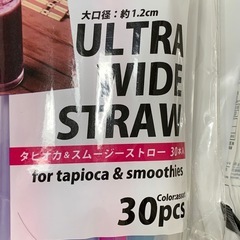 大口径：約1.2cm
ULTRA
WIDE
STRAW
タピオカ&スムージーストロー 30本入
for tapioca & smoothies
Color:assort
30pcs